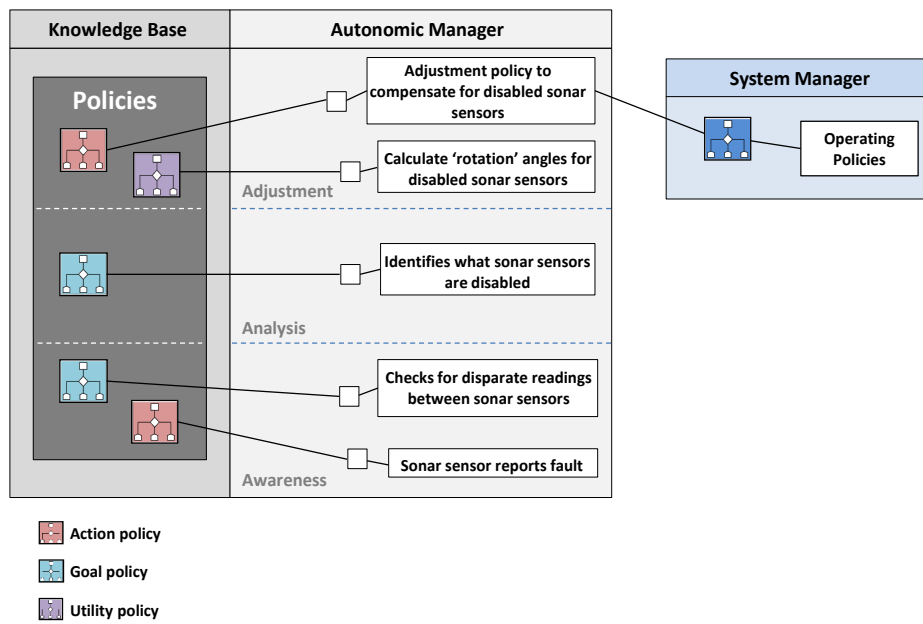 Knowledge Base
Autonomic Manager
Policies
Adjustment policy to
compensate for disabled sonar
sensors
System Manager
Operating
Policies
Calculate ‘rotation’ angles for
disabled sonar sensors
Adjustment
Identifies what sonar sensors
are disabled
Analysis
Checks for disparate readings
between sonar sensors
Sonar sensor reports fault
Awareness
Action policy
Goal policy
Utility policy